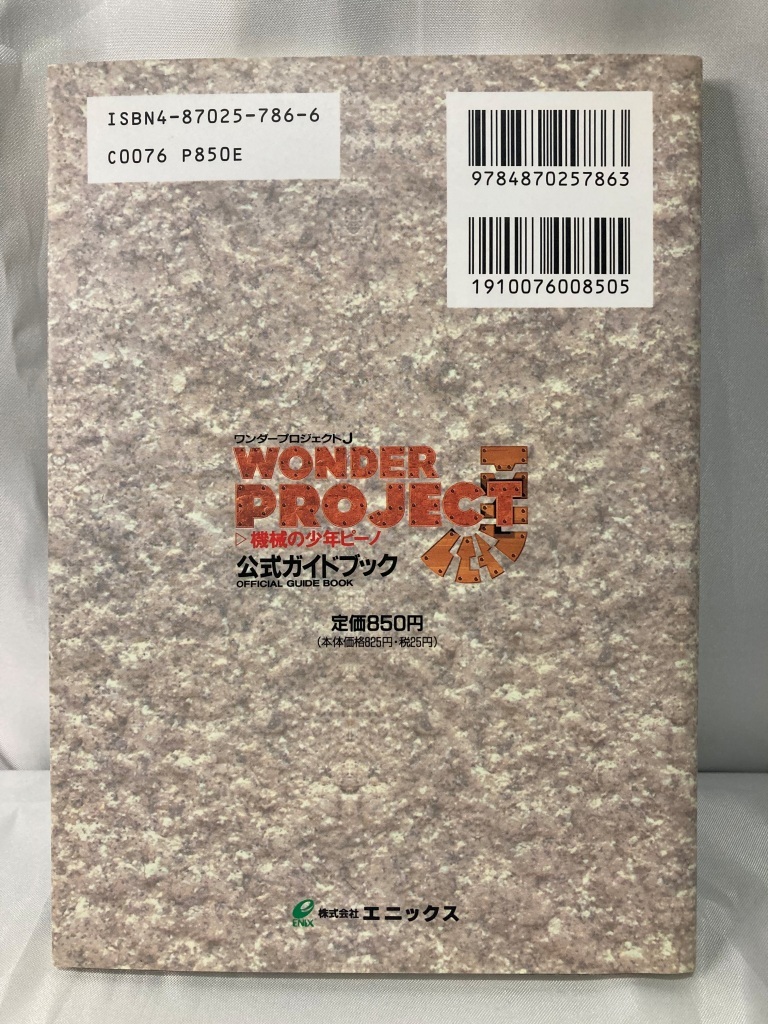 ISBN4-87025-786-6
C0076 P850E
9784870257863
1910076008505
ワンダープロジェクトJ
WONDER
PROJECT J
▷機械の少年ピーノ
公式ガイドブック
OFFICIAL GUIDE BOOK
定価850円
(本体価格825円・税25円)
ENIX 株式会社 エニックス